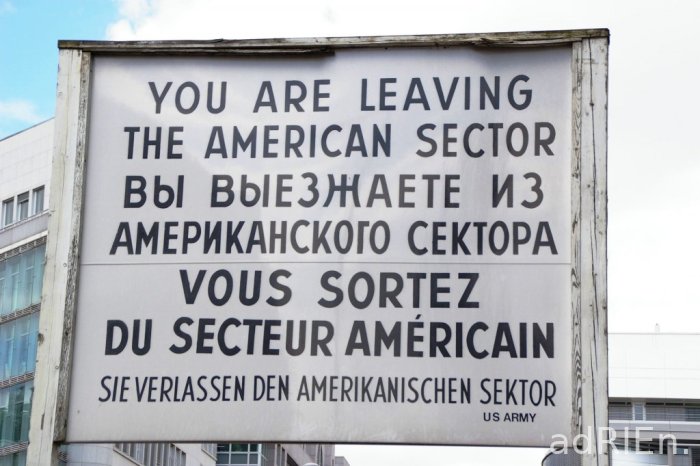 YOU ARE LEAVING
THE AMERICAN SECTOR
ВЫ ВЫЕЗЖАЕТЕ ИЗ
АМЕРИКАНСКОГО СЕКТОРА
VOUS SORTEZ
DU SECTEUR AMÉRICAIN
SIE VERLASSEN DEN AMERIKANISCHEN SEKTOR
US ARMY
adRIEn.